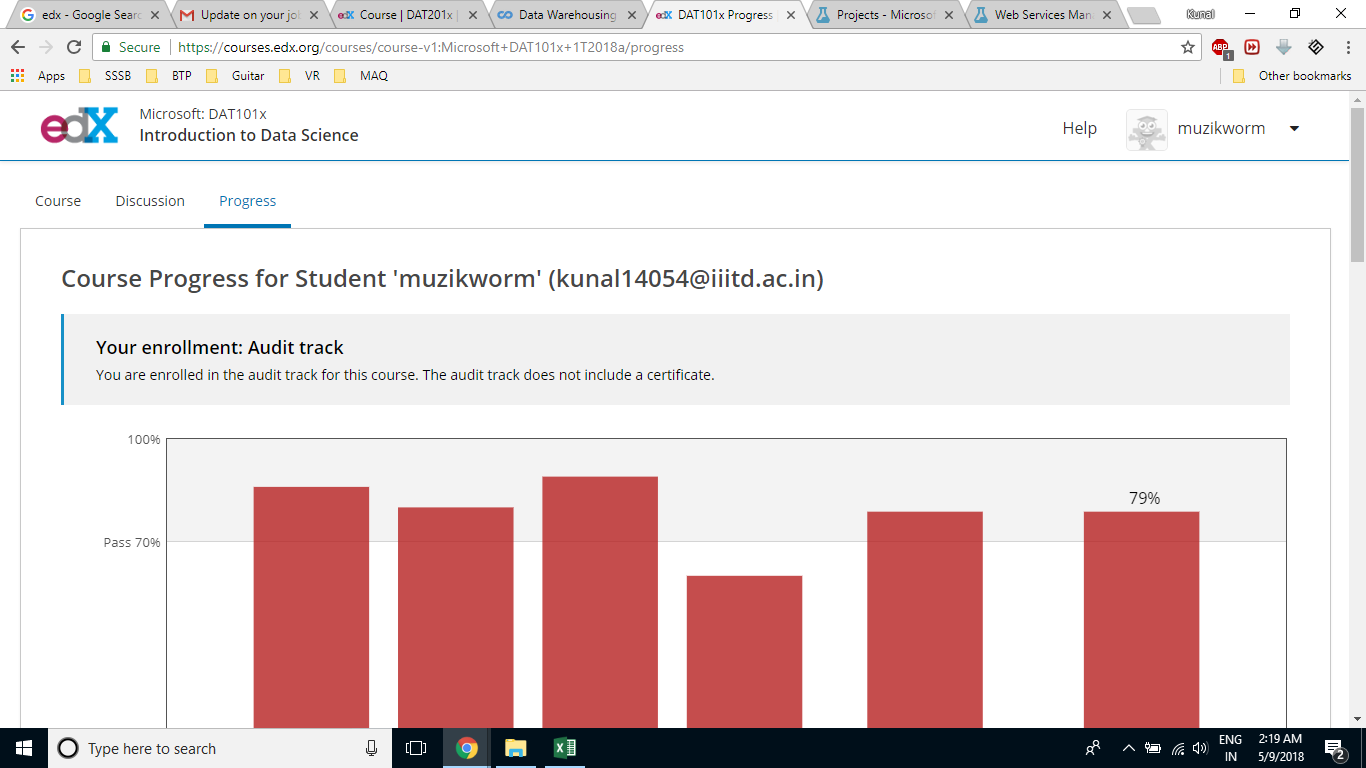 edx - Google Searc
Update on your jo
Course | DAT201x |
Data Warehousing
DAT101x Progress
Projects - Microsof
Web Services Man
Kunal
Secure
https://courses.edx.org/courses/course-v1:Microsoft+DAT101x+1T2018a/progress
ABP
1
Apps
SSSB
BTP
Guitar
VR
MAQ
Other bookmarks
edX
Microsoft: DAT101x
Introduction to Data Science
Help
muzikworm
Course
Discussion
Progress
Course Progress for Student 'muzikworm' (kunal14054@iiitd.ac.in)
Your enrollment: Audit track
You are enrolled in the audit track for this course. The audit track does not include a certificate.
100%
79%
Pass 70%
Type here to search
ENG
IN
2:19 AM
5/9/2018
2